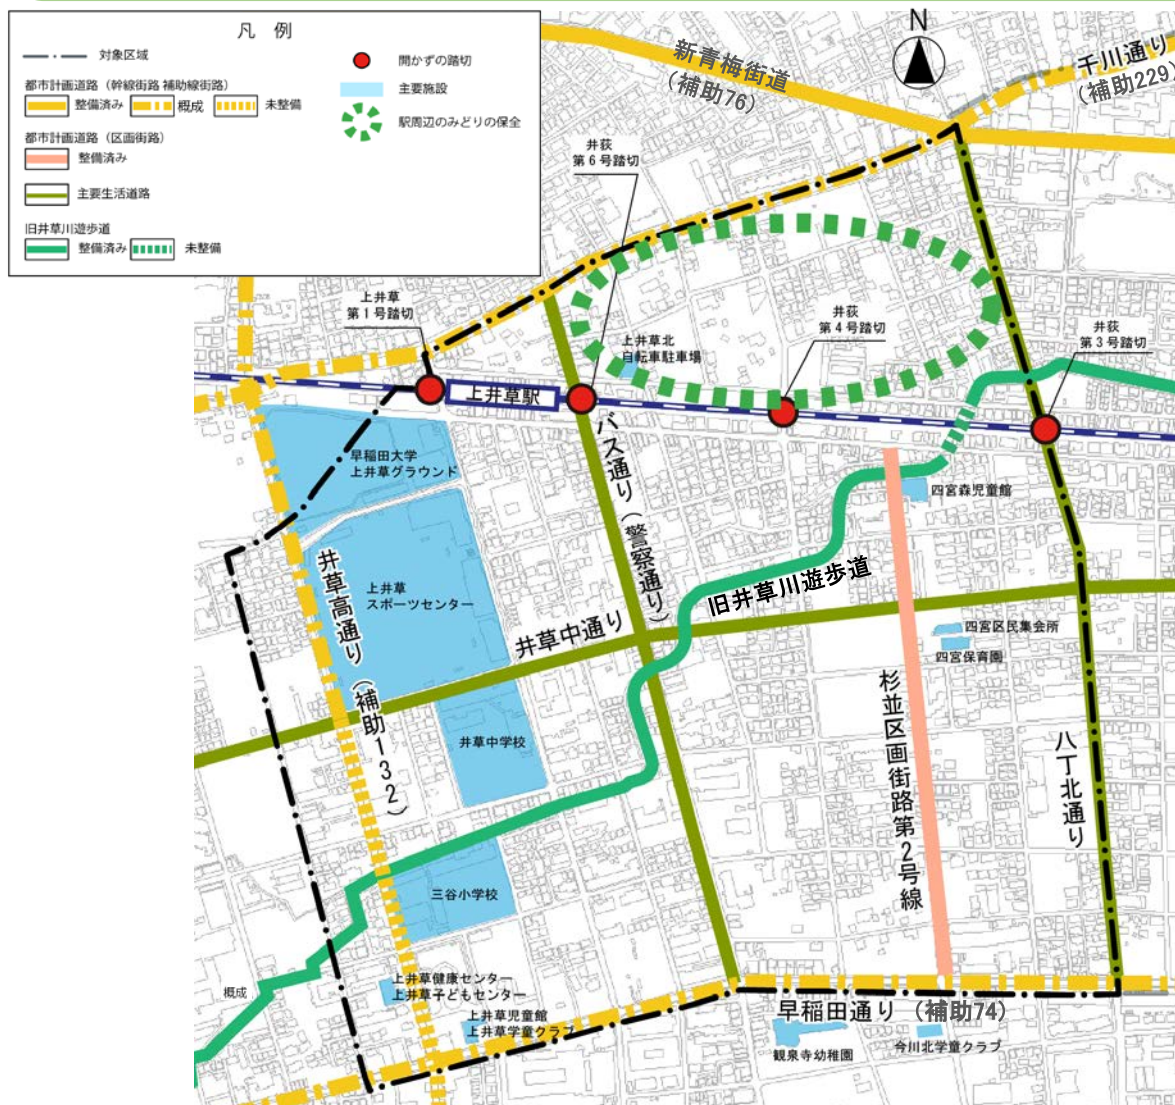 凡 例
対象区域
都市計画道路（幹線街路 補助線街路）
整備済み 概成 未整備
都市計画道路（区画街路）
整備済み
主要生活道路
旧井草川遊歩道
整備済み 未整備
開かずの踏切
主要施設
駅周辺のみどりの保全
N
新青梅街道
（補助76）
千川通り
（補助229）
井荻
第６号踏切
上井草
第１号踏切
井荻
第４号踏切
井荻
第３号踏切
上井草北
自転車駐車場
上井草駅
早稲田大学
上井草グラウンド
バス通り（警察通り）
四宮森児童館
上井草
スポーツセンター
井草高通り（補助132）
旧井草川遊歩道
井草中通り
四宮区民集会所
四宮保育園
井草中学校
杉並区画街路第２号線
八丁北通り
三谷小学校
概成
上井草健康センター
上井草子どもセンター
上井草児童館
上井草学童クラブ
早稲田通り（補助74）
観泉寺幼稚園
今川北学童クラブ